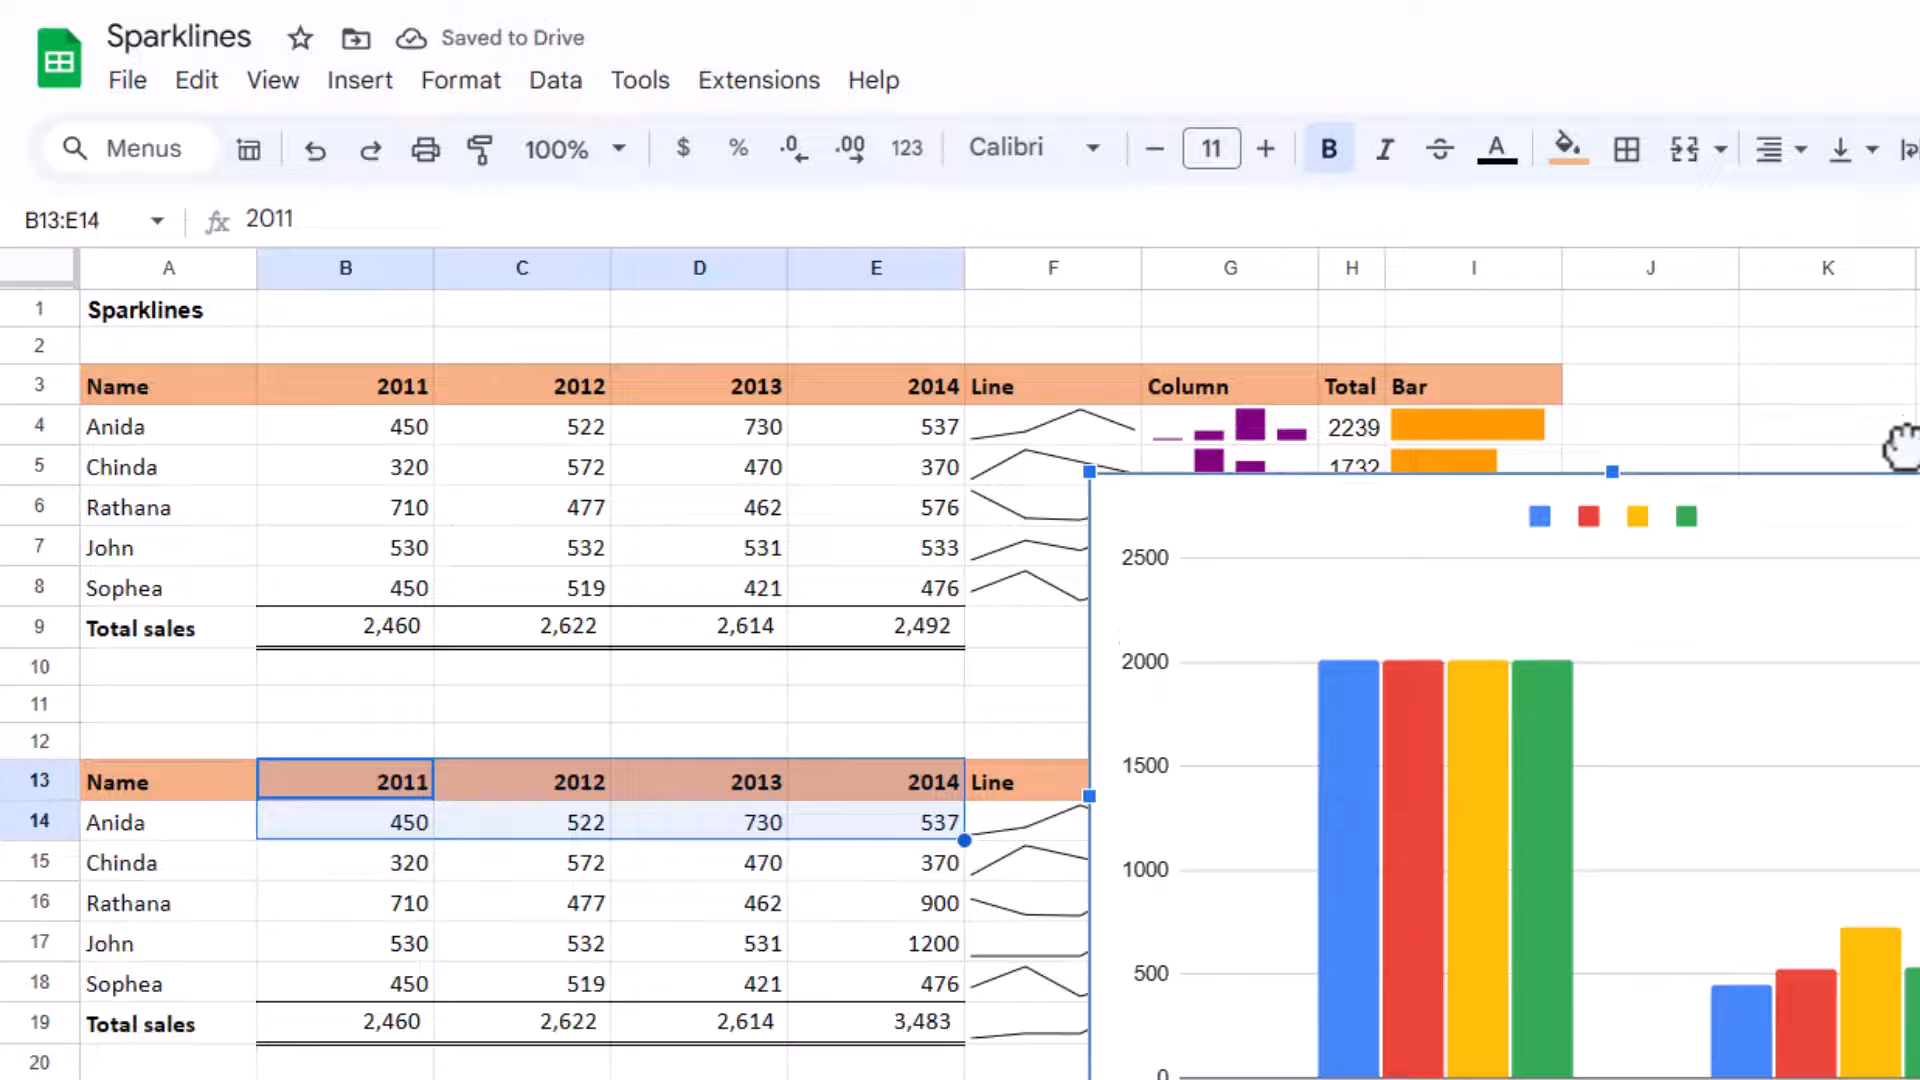 Sparklines Saved to Drive
File Edit View Insert Format Data Tools Extensions Help
Menus 100% $ % .0 .00 123 Calibri 11 B I A
B13:E14 fx 2011
A B C D E F G H I J K
1 Sparklines
2
3 Name 2011 2012 2013 2014 Line Column Total Bar
4 Anida 450 522 730 537 2239
5 Chinda 320 572 470 370 1732
6 Rathana 710 477 462 576
7 John 530 532 531 533
8 Sophea 450 519 421 476
9 Total sales 2,460 2,622 2,614 2,492
10
11
12
13 Name 2011 2012 2013 2014 Line
14 Anida 450 522 730 537
15 Chinda 320 572 470 370
16 Rathana 710 477 462 900
17 John 530 532 531 1200
18 Sophea 450 519 421 476
19 Total sales 2,460 2,622 2,614 3,483
20
2500
2000
1500
1000
500
0